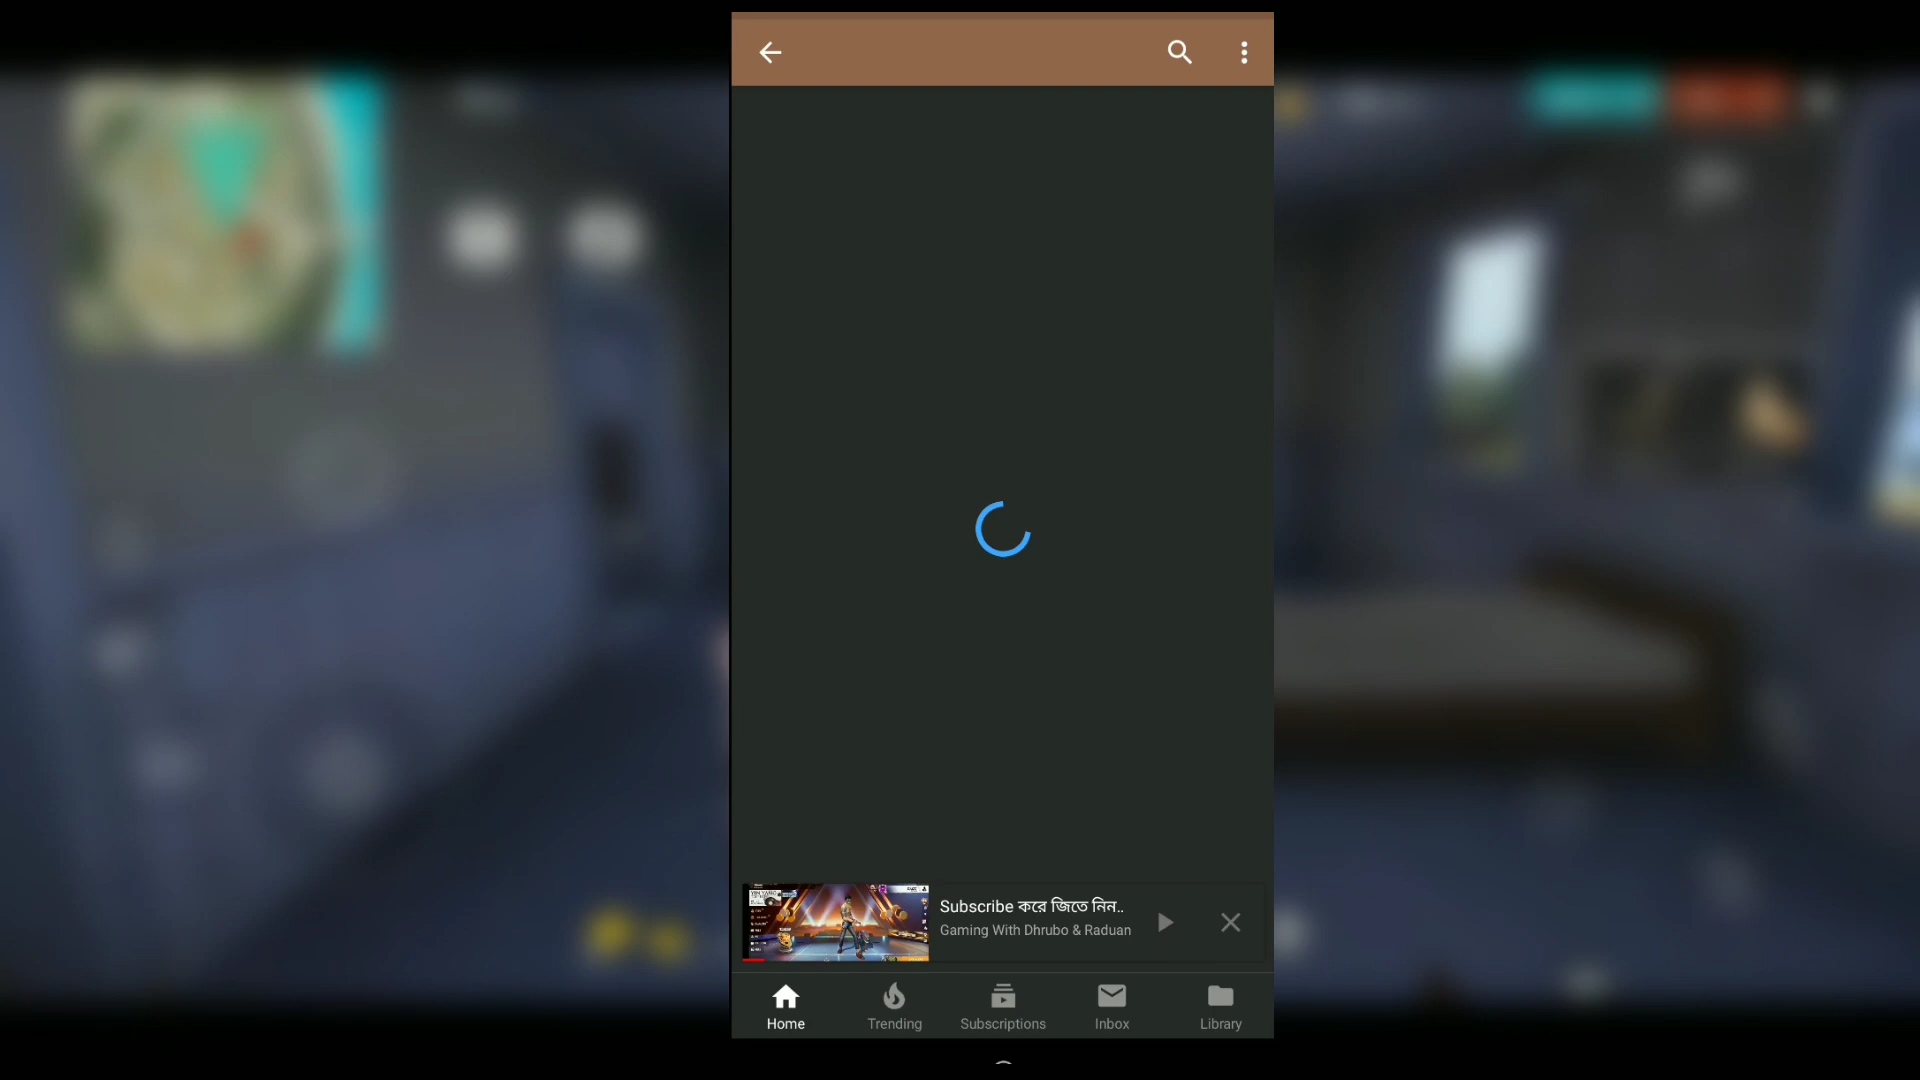 Subscribe করে জিতে নিন..
Gaming With Dhrubo & Raduan
Home
Trending
Subscriptions
Inbox
Library